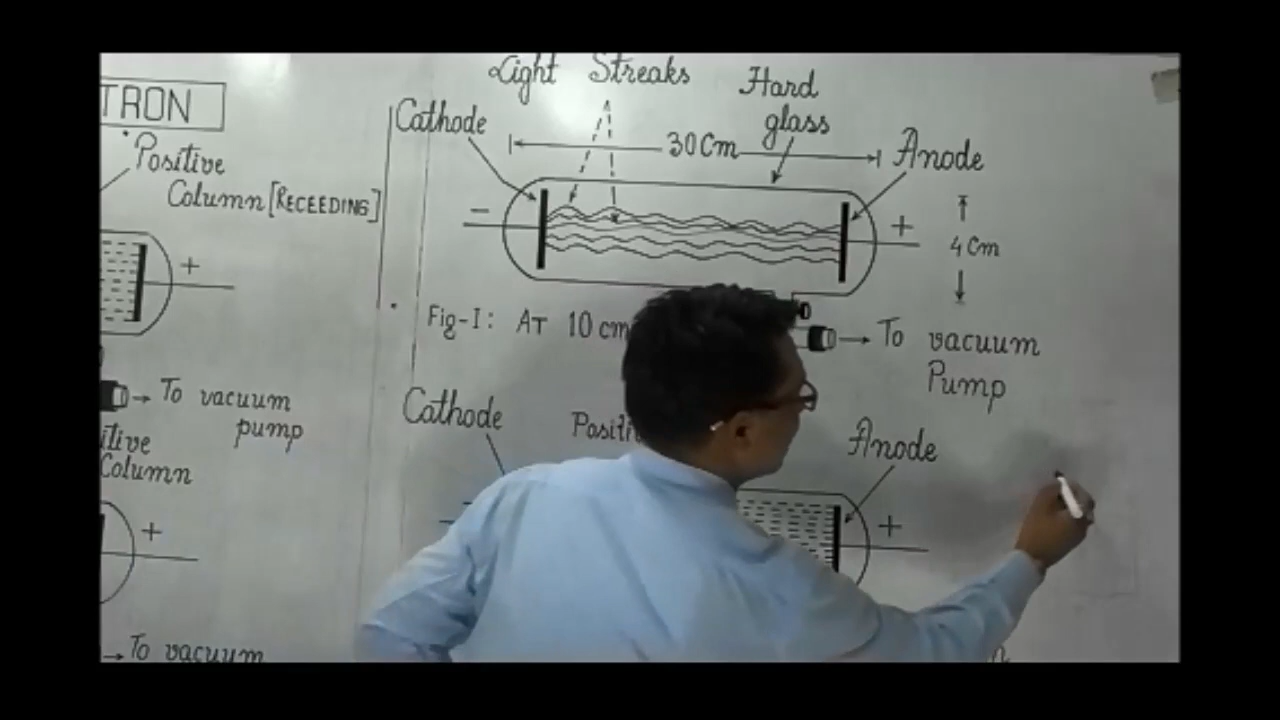 TRON
Positive
Column [RECEEDING]
+
To vacuum
pump
itive
Column
+
To vacuum
Light Streaks
Hard
glass
Cathode
30 Cm
Anode
−
+
4 Cm
Fig-I: AT 10 cm
To vacuum
Pump
Cathode
Positi
Anode
+